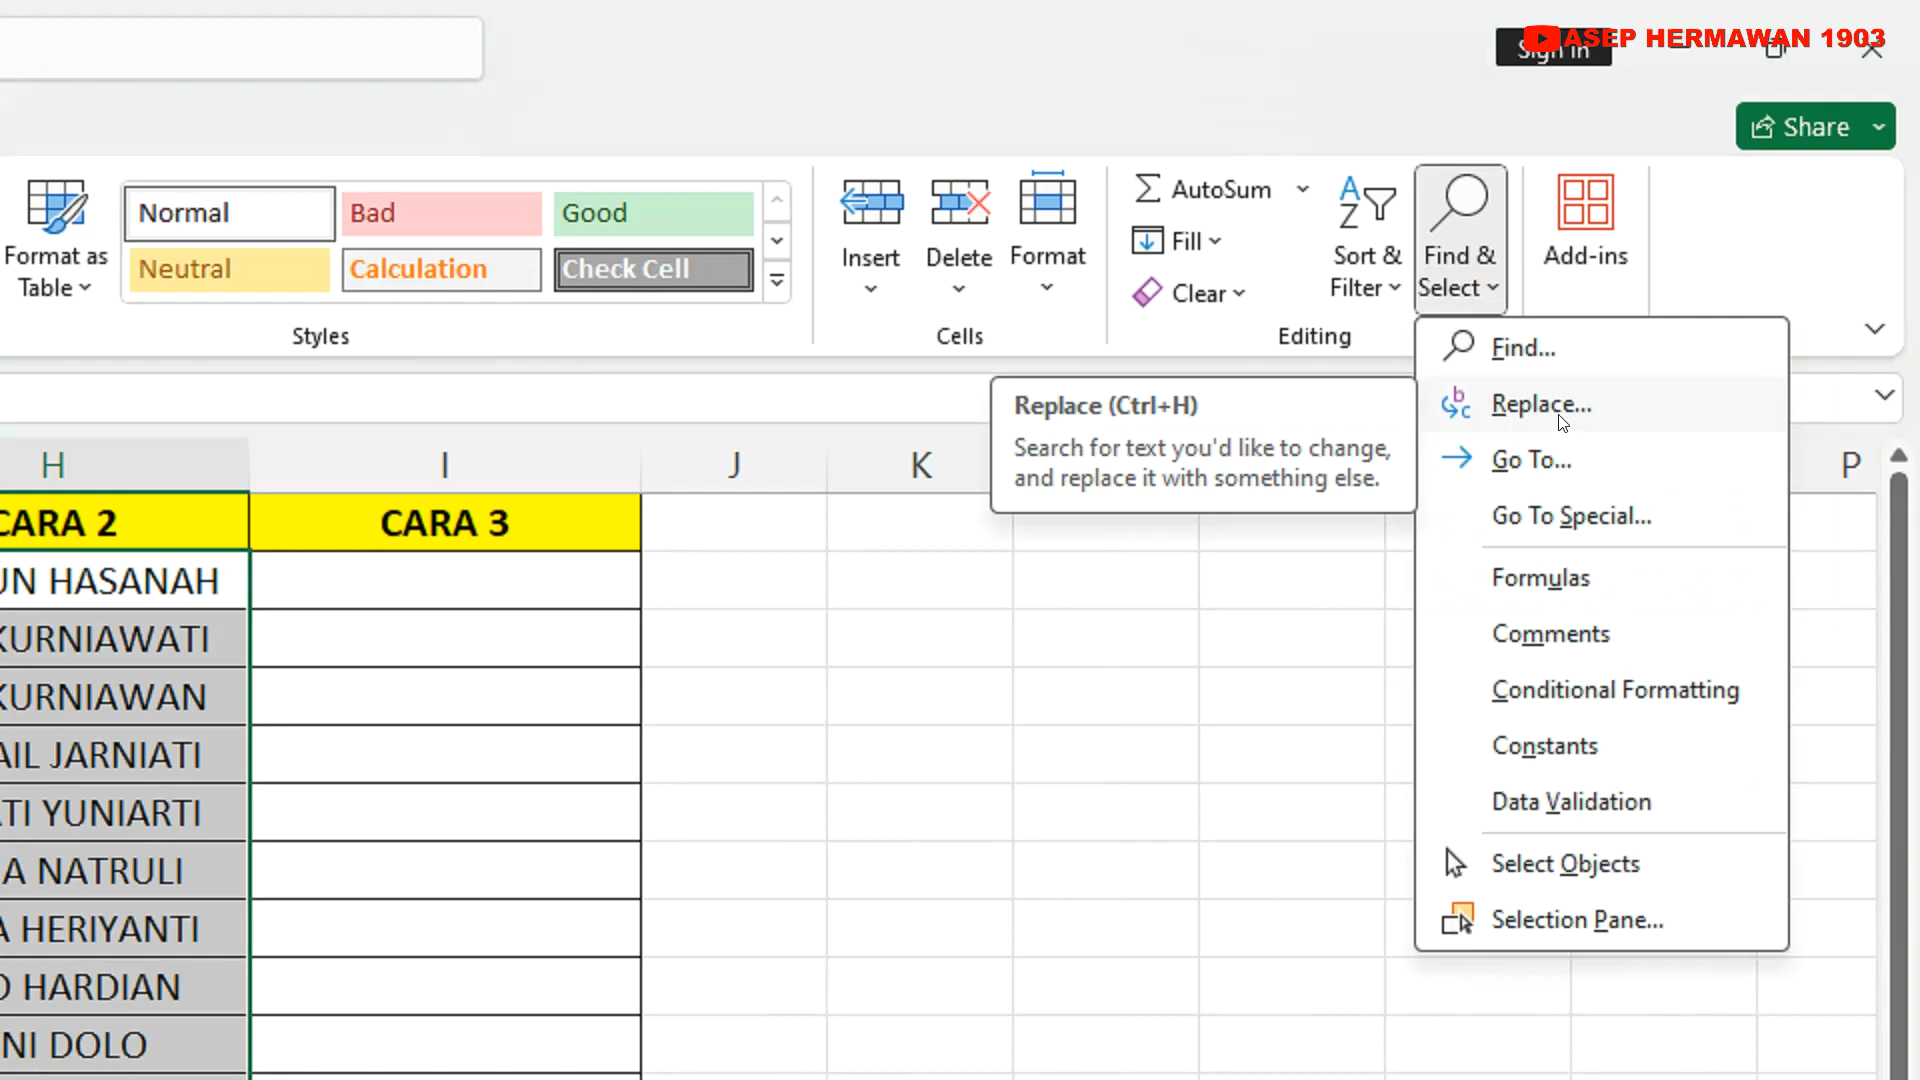 Sign in
ASEP HERMAWAN 1903
Share
Format as
Table
Normal
Bad
Good
Neutral
Calculation
Check Cell
Styles
Insert
Delete
Format
Cells
AutoSum
Fill
Clear
Sort &
Filter
Find &
Select
Editing
Add-ins
Find...
Replace...
Go To...
Go To Special...
Formulas
Comments
Conditional Formatting
Constants
Data Validation
Select Objects
Selection Pane...
Replace (Ctrl+H)
Search for text you'd like to change,
and replace it with something else.
H I J K P
CARA 2 CARA 3
UN HASANAH
KURNIAWATI
KURNIAWAN
AIL JARNIATI
TI YUNIARTI
A NATRULI
A HERIYANTI
O HARDIAN
NI DOLO